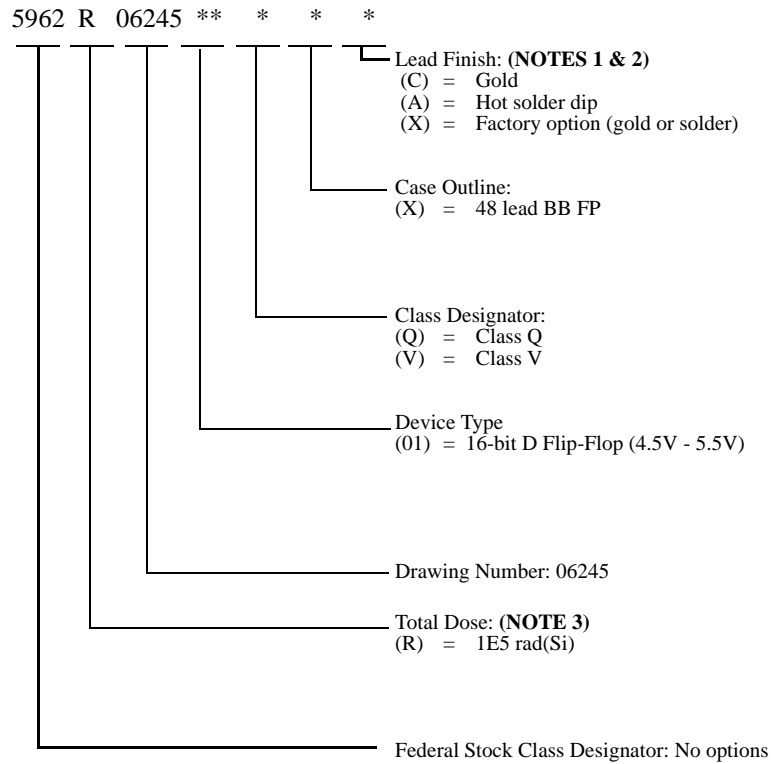 5962 R 06245 ** * * *
Lead Finish: (NOTES 1 & 2)
(C) = Gold
(A) = Hot solder dip
(X) = Factory option (gold or solder)
Case Outline:
(X) = 48 lead BB FP
Class Designator:
(Q) = Class Q
(V) = Class V
Device Type
(01) = 16-bit D Flip-Flop (4.5V - 5.5V)
Drawing Number: 06245
Total Dose: (NOTE 3)
(R) = 1E5 rad(Si)
Federal Stock Class Designator: No options